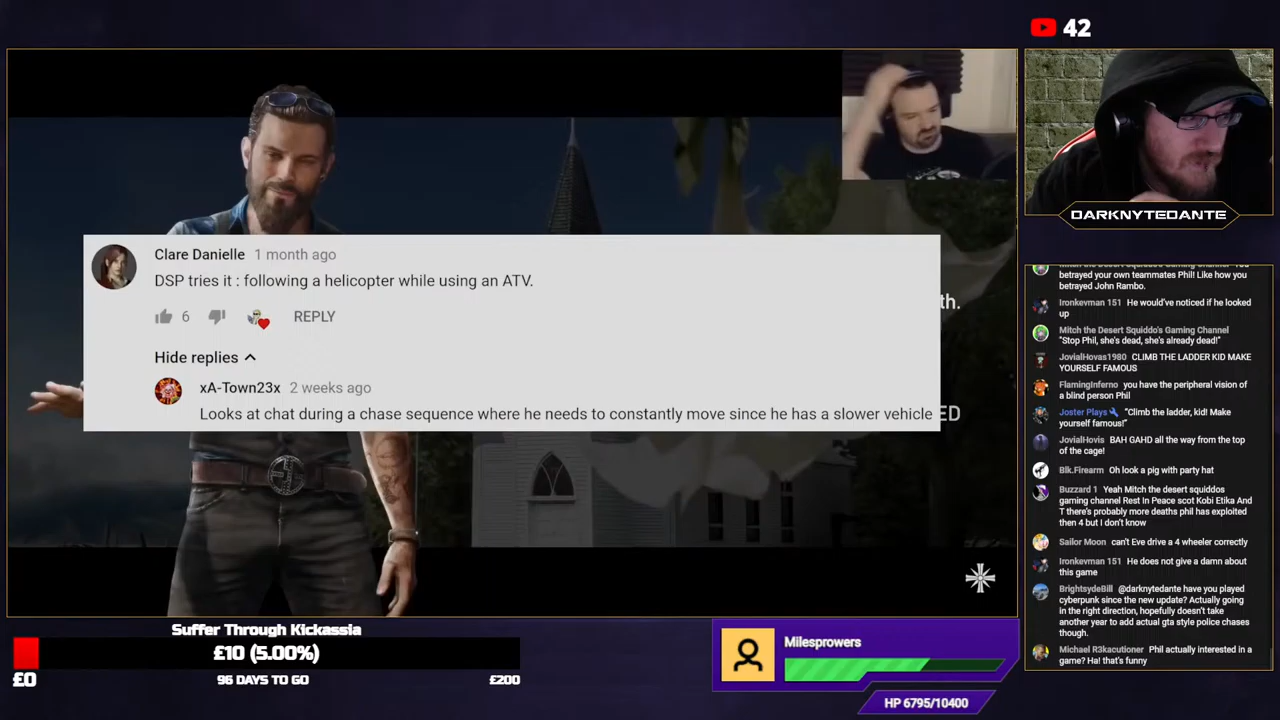 42
DARKNYTEDANTE
Clare Danielle 1 month ago
DSP tries it : following a helicopter while using an ATV.
6 REPLY
Hide replies
xA-Town23x 2 weeks ago
Looks at chat during a chase sequence where he needs to constantly move since he has a slower vehicle
th.
ED
betrayed your own teammates Phil! Like how you
betrayed John Rambo.
Ironkevman 151 He would've noticed if he looked
up
Mitch the Desert Squiddo's Gaming Channel
"Stop Phil, she's dead, she's already dead!"
JovialHovas1980 CLIMB THE LADDER KID MAKE
YOURSELF FAMOUS
FlamingInferno you have the peripheral vision of
a blind person Phil
Joster Plays "Climb the ladder, kid! Make
yourself famous!"
JovialHovis BAH GAHD all the way from the top
of the cage!
Blk.Firearm Oh look a pig with party hat
Buzzard 1 Yeah Mitch the desert squiddos
gaming channel Rest In Peace scot Kobi Etika And
T there's probably more deaths phil has exploited
then 4 but I don't know
Sailor Moon can't Eve drive a 4 wheeler correctly
Ironkevman 151 He does not give a damn about
this game
BrightsydeBill @darknytedante have you played
cyberpunk since the new update? Actually going
in the right direction, hopefully doesn't take
another year to add actual gta style police chases
though.
Michael R3kacutioner Phil actually interested in a
game? Ha! that's funny
Suffer Through Kickassia
£10 (5.00%)
£0 96 DAYS TO GO £200
Milesprowers
HP 6795/10400